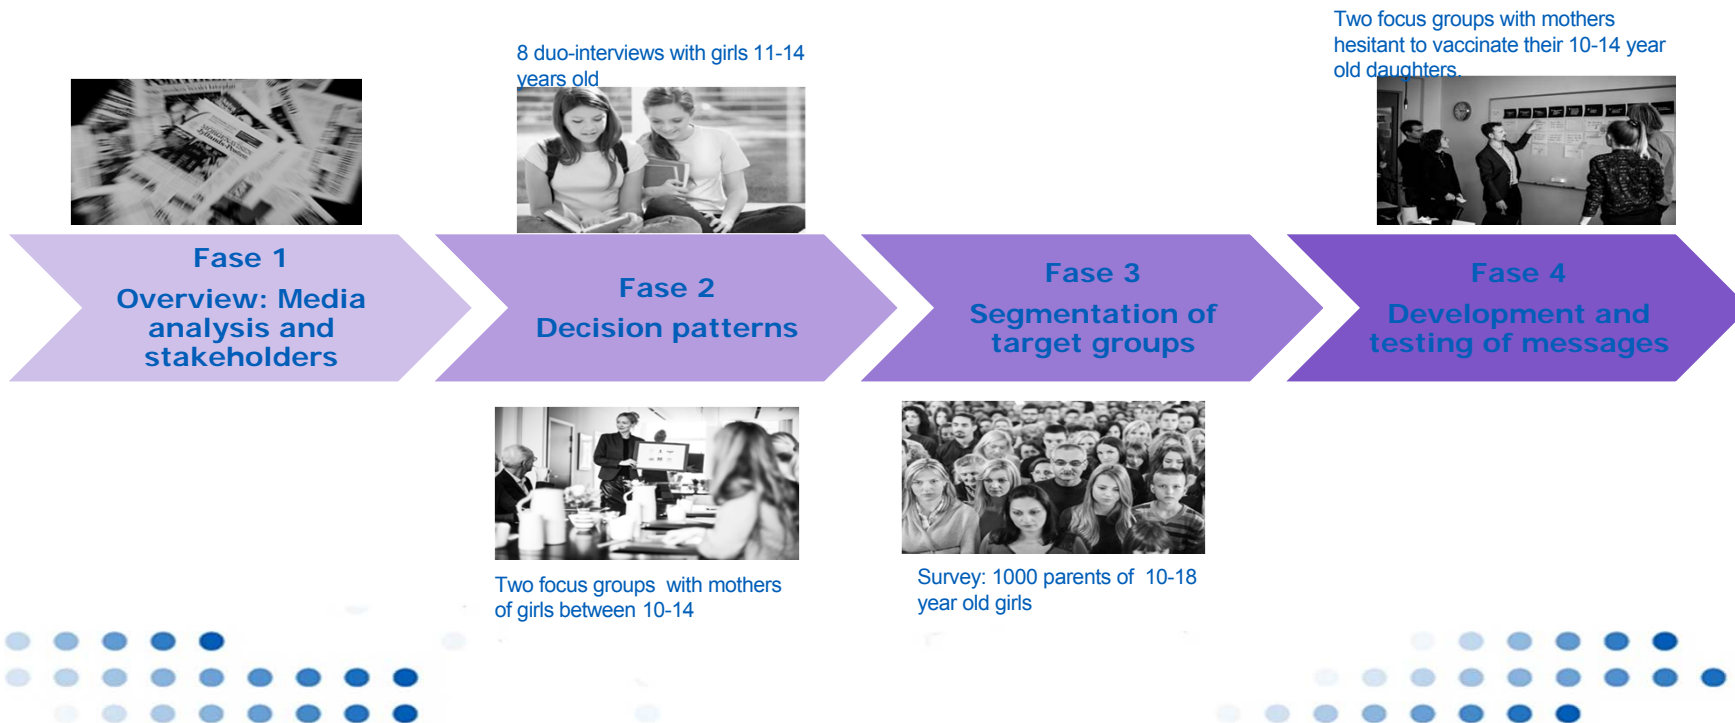 8 duo-interviews with girls 11-14
years old
Two focus groups with mothers
hesitant to vaccinate their 10-14 year
old daughters.
Fase 1
Overview: Media
analysis and
stakeholders
Fase 2
Decision patterns
Fase 3
Segmentation of
target groups
Fase 4
Development and
testing of messages
Two focus groups with mothers
of girls between 10-14
Survey: 1000 parents of 10-18
year old girls